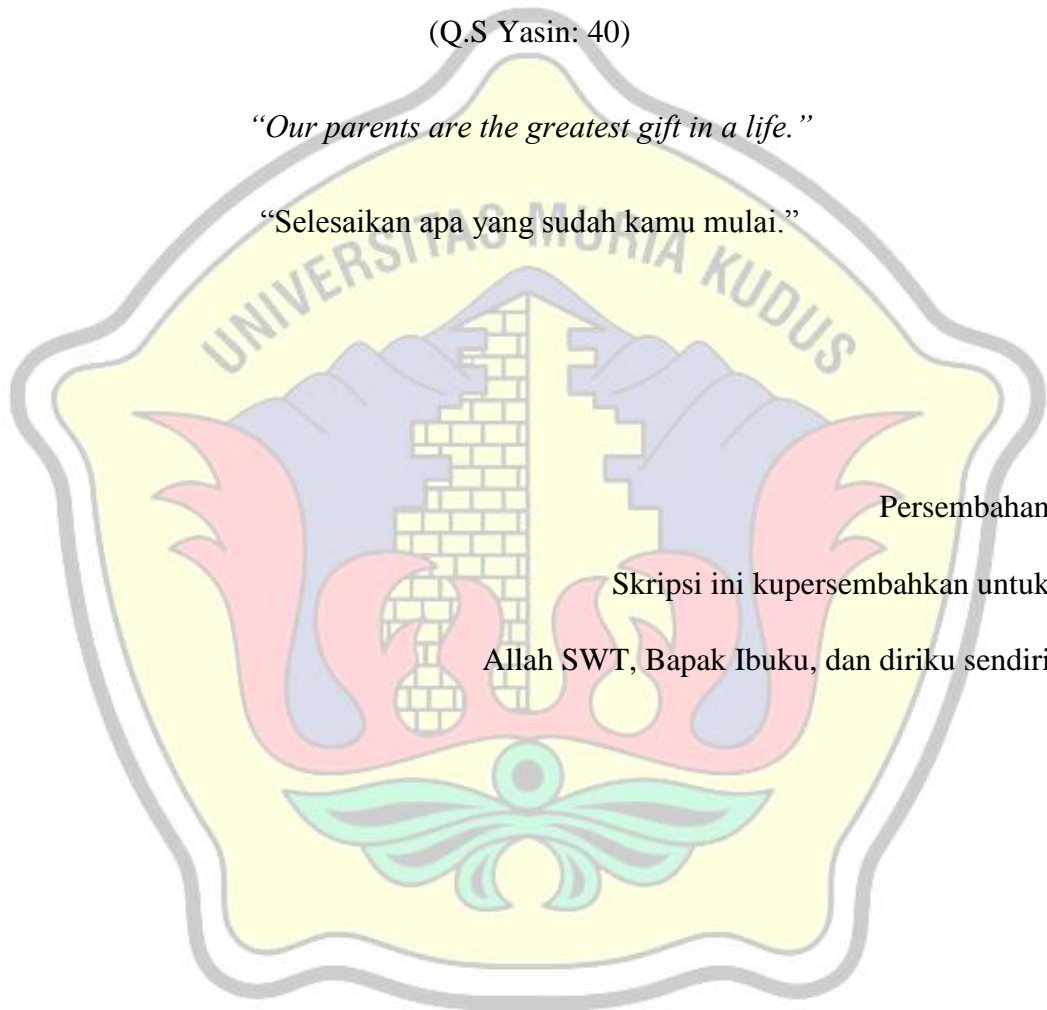 (Q.S Yasin: 40)
“Our parents are the greatest gift in a life.”
“Selesaikan apa yang sudah kamu mulai.”
UNIVERSITAS MURIA KUDUS
Persembahan
Skripsi ini kupersembahkan untuk
Allah SWT, Bapak Ibuku, dan diriku sendiri